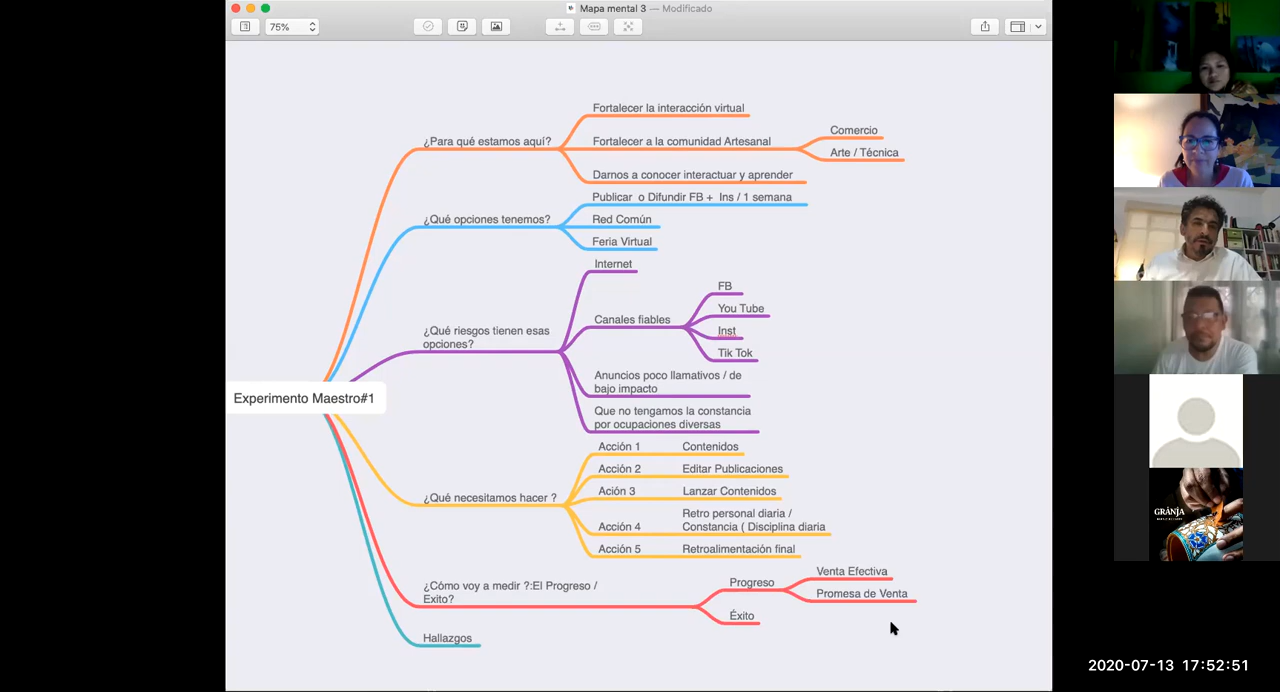 Mapa mental 3 — Modificado
75%
Fortalecer la interacción virtual
¿Para qué estamos aquí?
Fortalecer a la comunidad Artesanal
Comercio
Arte / Técnica
Darnos a conocer interactuar y aprender
¿Qué opciones tenemos?
Publicar o Difundir FB + Ins / 1 semana
Red Común
Feria Virtual
¿Qué riesgos tienen esas
opciones?
Internet
Canales fiables
FB
You Tube
Inst
Tik Tok
Anuncios poco llamativos / de
bajo impacto
Que no tengamos la constancia
por ocupaciones diversas
Experimento Maestro#1
¿Qué necesitamos hacer ?
Acción 1 Contenidos
Acción 2 Editar Publicaciones
Ación 3 Lanzar Contenidos
Retro personal diaria /
Acción 4 Constancia ( Disciplina diaria
Acción 5 Retroalimentación final
¿Cómo voy a medir ?:El Progreso /
Exito?
Progreso
Venta Efectiva
Promesa de Venta
Éxito
Hallazgos
GRANJA
2020-07-13 17:52:51